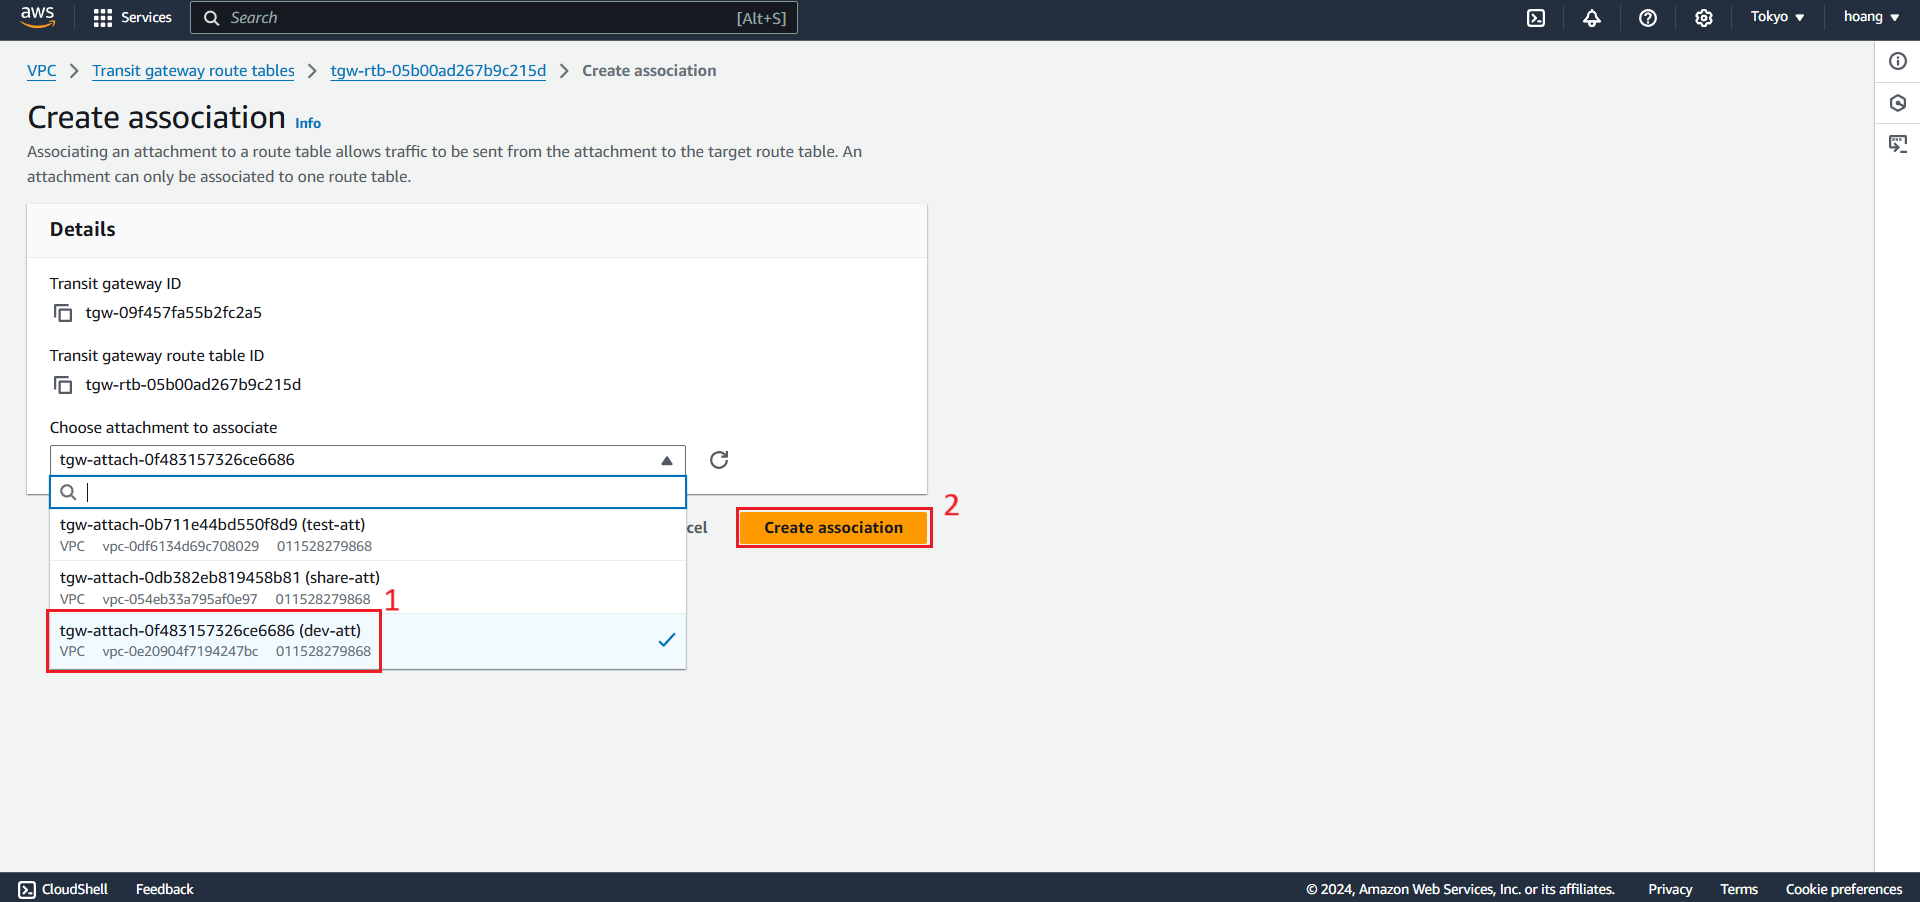 aws
Services
Search
[Alt+S]
Tokyo
hoang
VPC
Transit gateway route tables
tgw-rtb-05b00ad267b9c215d
Create association
Create association Info
Associating an attachment to a route table allows traffic to be sent from the attachment to the target route table. An
attachment can only be associated to one route table.
Details
Transit gateway ID
tgw-09f457fa55b2fc2a5
Transit gateway route table ID
tgw-rtb-05b00ad267b9c215d
Choose attachment to associate
tgw-attach-0f483157326ce6686
tgw-attach-0b711e44bd550f8d9 (test-att)
VPC vpc-0df6134d69c708029 011528279868
tgw-attach-0db382eb819458b81 (share-att)
VPC vpc-054eb33a795af0e97 011528279868
1
tgw-attach-0f483157326ce6686 (dev-att)
VPC vpc-0e20904f7194247bc 011528279868
cel
Create association
2
CloudShell
Feedback
© 2024, Amazon Web Services, Inc. or its affiliates.
Privacy
Terms
Cookie preferences